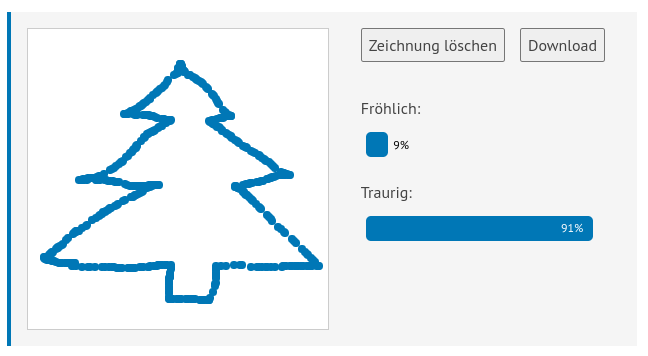 Zeichnung löschen
Download
Fröhlich:
9%
Traurig:
91%